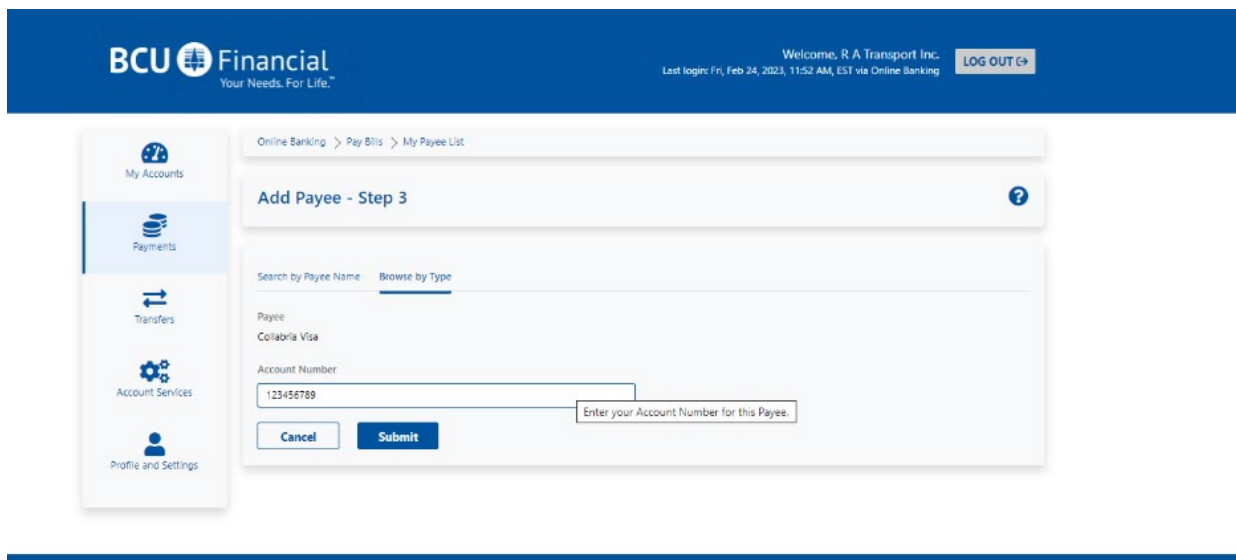 BCU Financial
Your Needs. For Life.™
Welcome, R A Transport Inc.
Last login: Fri, Feb 24, 2023, 11:52 AM, EST via Online Banking
LOG OUT
My Accounts
Payments
Transfers
Account Services
Profile and Settings
Online Banking > Pay Bills > My Payee List
Add Payee - Step 3
?
Search by Payee Name Browse by Type
Payee
Collabria Visa
Account Number
123456789
Enter your Account Number for this Payee.
Cancel Submit